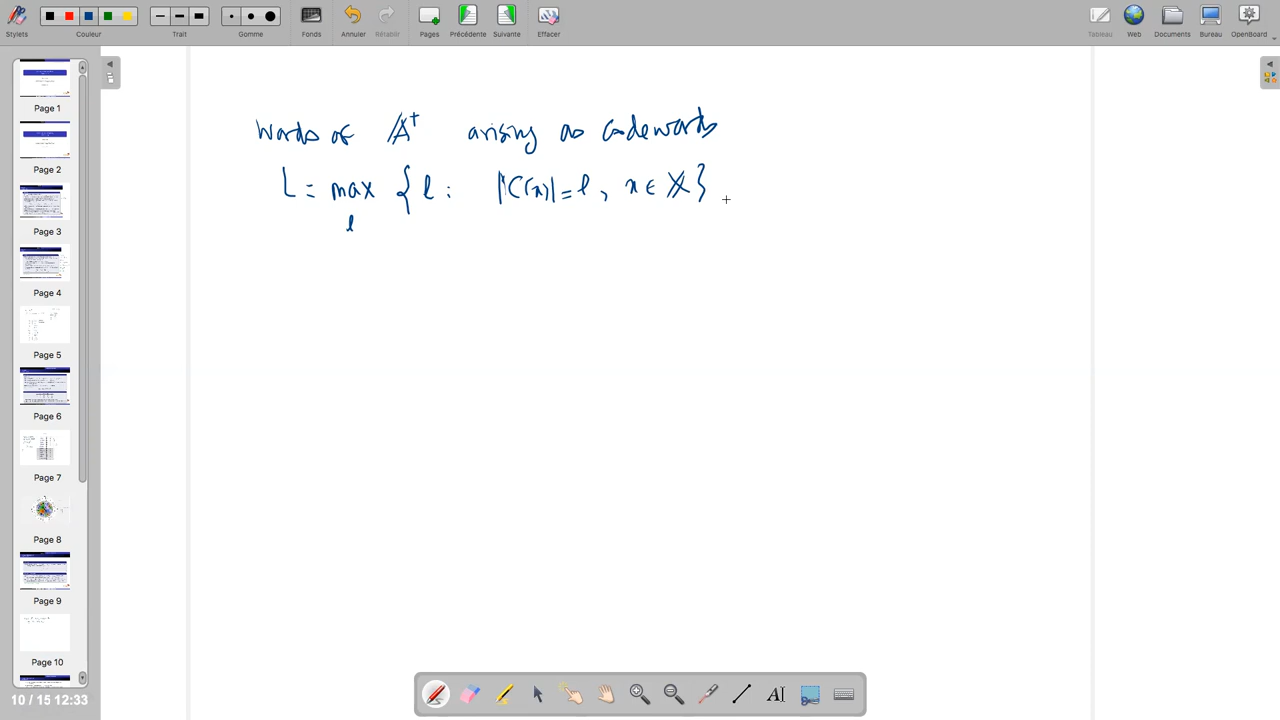 Stylets
Couleur
Trait
Gomme
Fonds
Annuler
Rétablir
Pages
Précédente
Suivante
Effacer
Tableau
Web
Documents
Bureau
OpenBoard
Page 1
Page 2
Page 3
Page 4
Page 5
Page 6
Page 7
Page 8
Page 9
Page 10
10 / 15 12:33
Words of 𝔸⁺ arising as codewords
L = max { l : |C(x)| = l , x ∈ 𝕏 }
l
AI